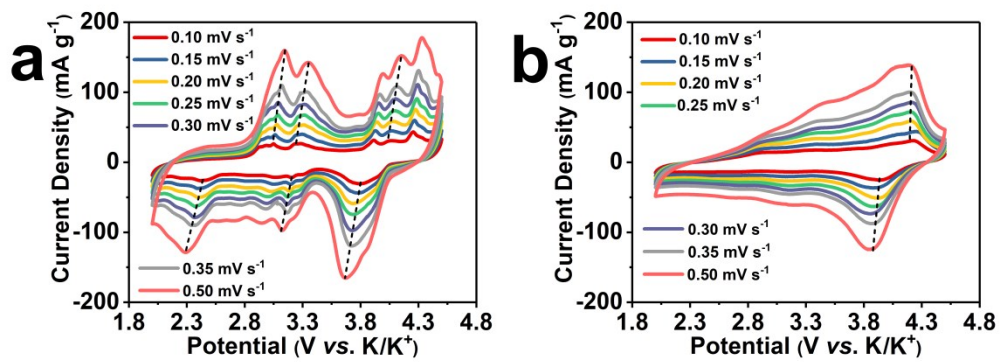 a
200
100
0
-100
-200
Current Density (mA g⁻¹)
0.10 mV s⁻¹
0.15 mV s⁻¹
0.20 mV s⁻¹
0.25 mV s⁻¹
0.30 mV s⁻¹
0.35 mV s⁻¹
0.50 mV s⁻¹
1.8 2.3 2.8 3.3 3.8 4.3 4.8
Potential (V vs. K/K⁺)
b
200
100
0
-100
-200
Current Density (mA g⁻¹)
0.10 mV s⁻¹
0.15 mV s⁻¹
0.20 mV s⁻¹
0.25 mV s⁻¹
0.30 mV s⁻¹
0.35 mV s⁻¹
0.50 mV s⁻¹
1.8 2.3 2.8 3.3 3.8 4.3 4.8
Potential (V vs. K/K⁺)